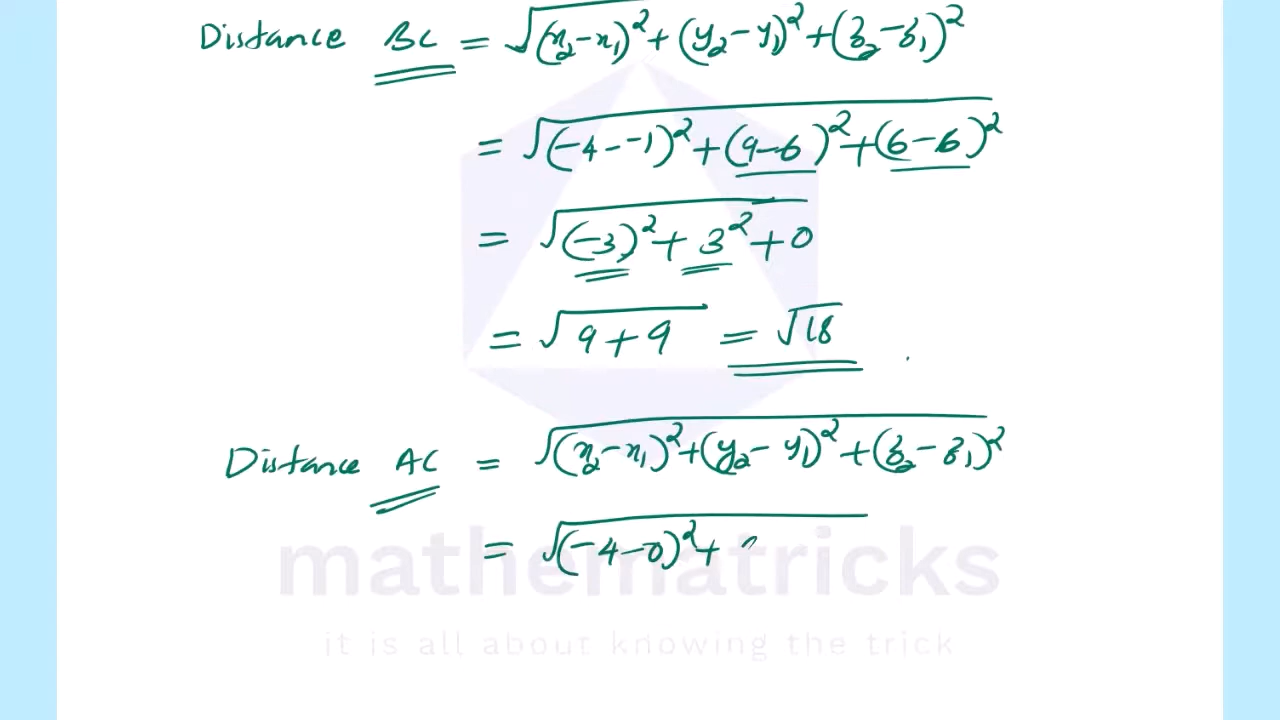 Distance BC = √(x₂-x₁)²+(y₂-y₁)²+(z₂-z₁)²
= √(-4--1)²+(9-6)²+(6-6)²
= √(-3)²+3²+0
= √9+9 = √18
Distance AC = √(x₂-x₁)²+(y₂-y₁)²+(z₂-z₁)²
= √(-4-0)²+
mathematricks
it is all about knowing the trick